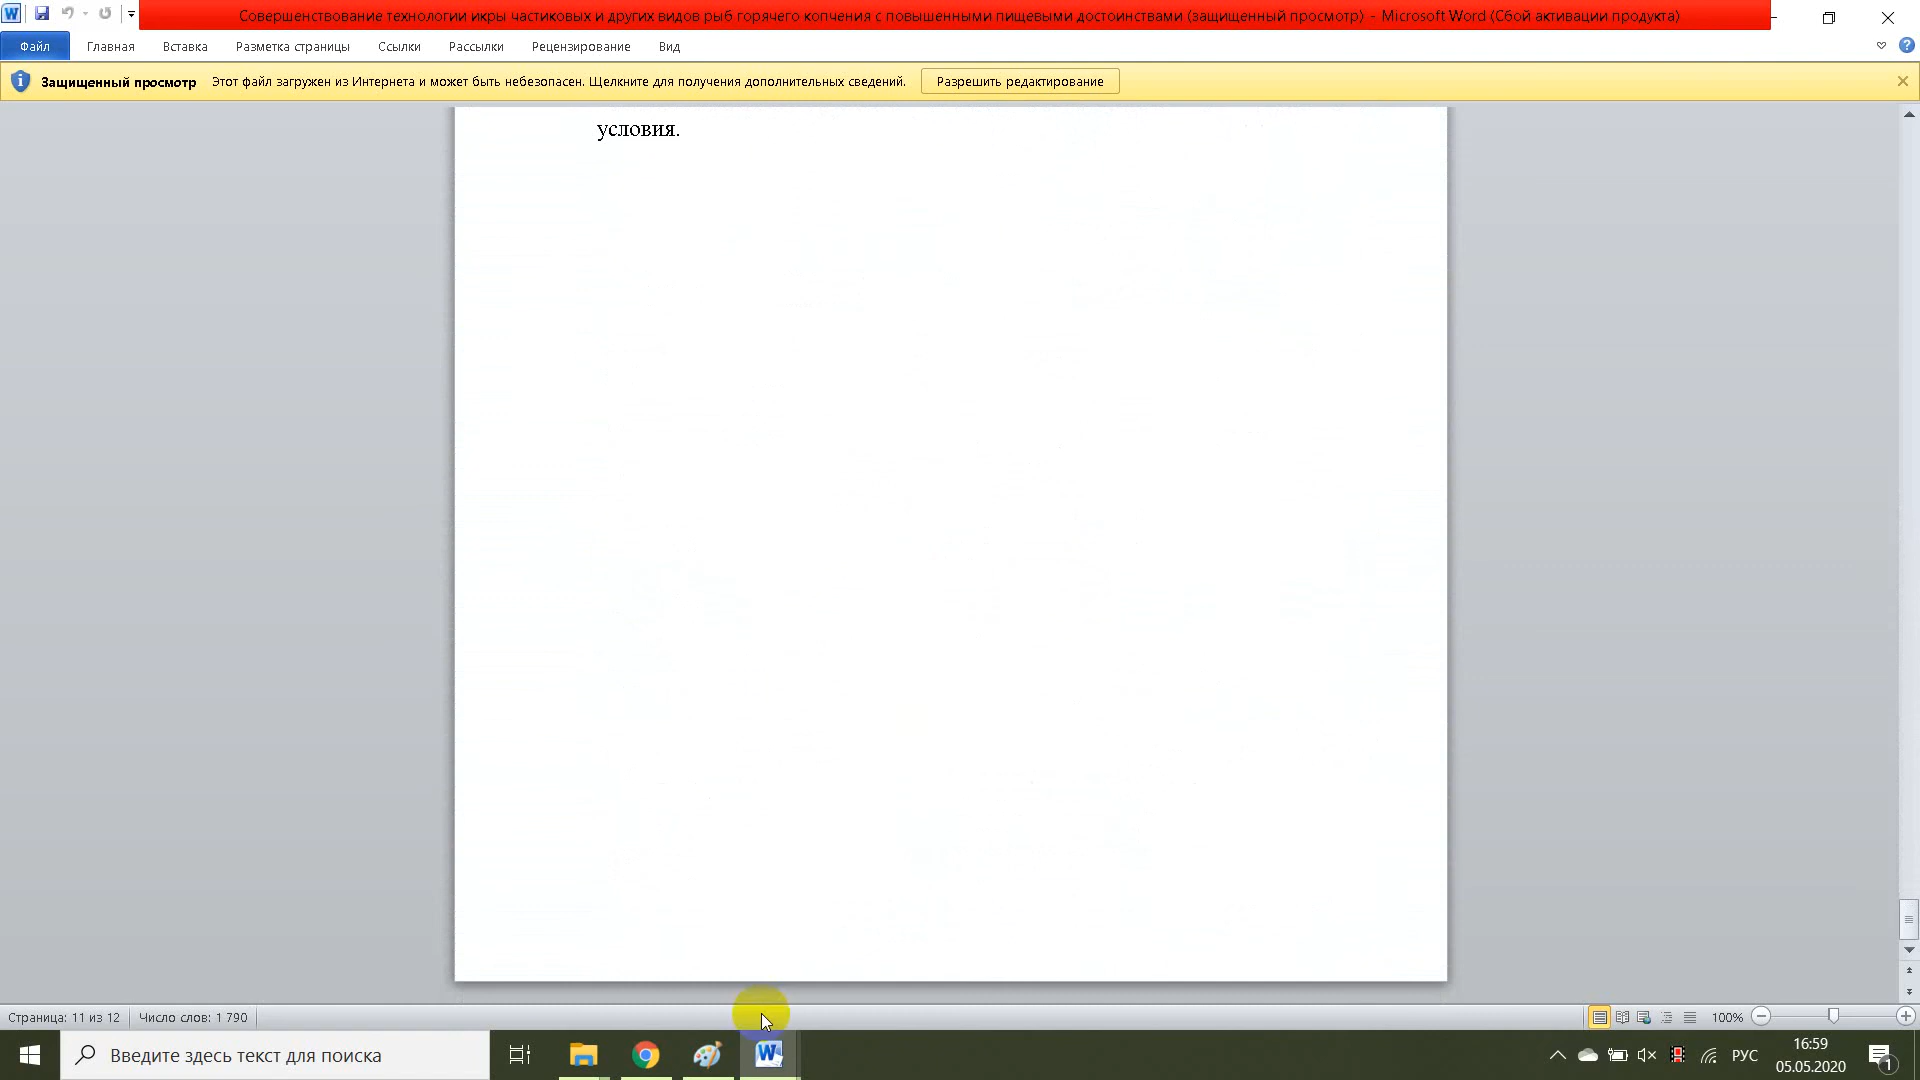 Совершенствование технологии икры частиковых и других видов рыб горячего копчения с повышенными пищевыми достоинствами (защищенный просмотр) - Microsoft Word (Сбой активации продукта)
Файл Главная Вставка Разметка страницы Ссылки Рассылки Рецензирование Вид
Защищенный просмотр Этот файл загружен из Интернета и может быть небезопасен. Щелкните для получения дополнительных сведений. Разрешить редактирование
условия.
Страница: 11 из 12 Число слов: 1 790 100%
Введите здесь текст для поиска РУС 16:59
05.05.2020 1